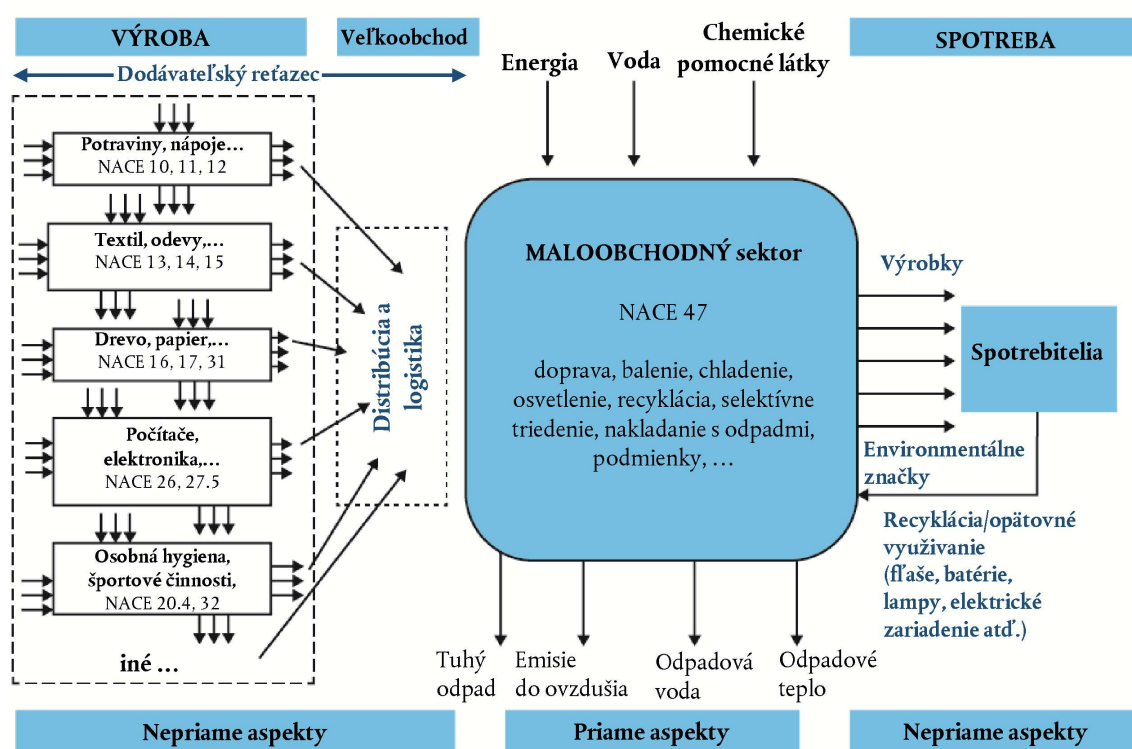 VÝROBA
Veľkoobchod
SPOTREBA
Dodávateľský reťazec
Energia
Voda
Chemické
pomocné látky
Potraviny, nápoje…
NACE 10, 11, 12
Textil, odevy,…
NACE 13, 14, 15
Drevo, papier,…
NACE 16, 17, 31
Počítače,
elektronika,…
NACE 26, 27.5
Osobná hygiena,
športové činnosti,
NACE 20.4, 32
iné …
Distribúcia a
logistika
MALOOBCHODNÝ sektor
NACE 47
doprava, balenie, chladenie,
osvetlenie, recyklácia, selektívne
triedenie, nakladanie s odpadmi,
podmienky, …
Výrobky
Spotrebitelia
Environmentálne
značky
Recyklácia/opätovné
využivanie
(fľaše, batérie,
lampy, elektrické
zariadenie atď.)
Tuhý
odpad
Emisie
do ovzdušia
Odpadová
voda
Odpadové
teplo
Nepriame aspekty
Priame aspekty
Nepriame aspekty